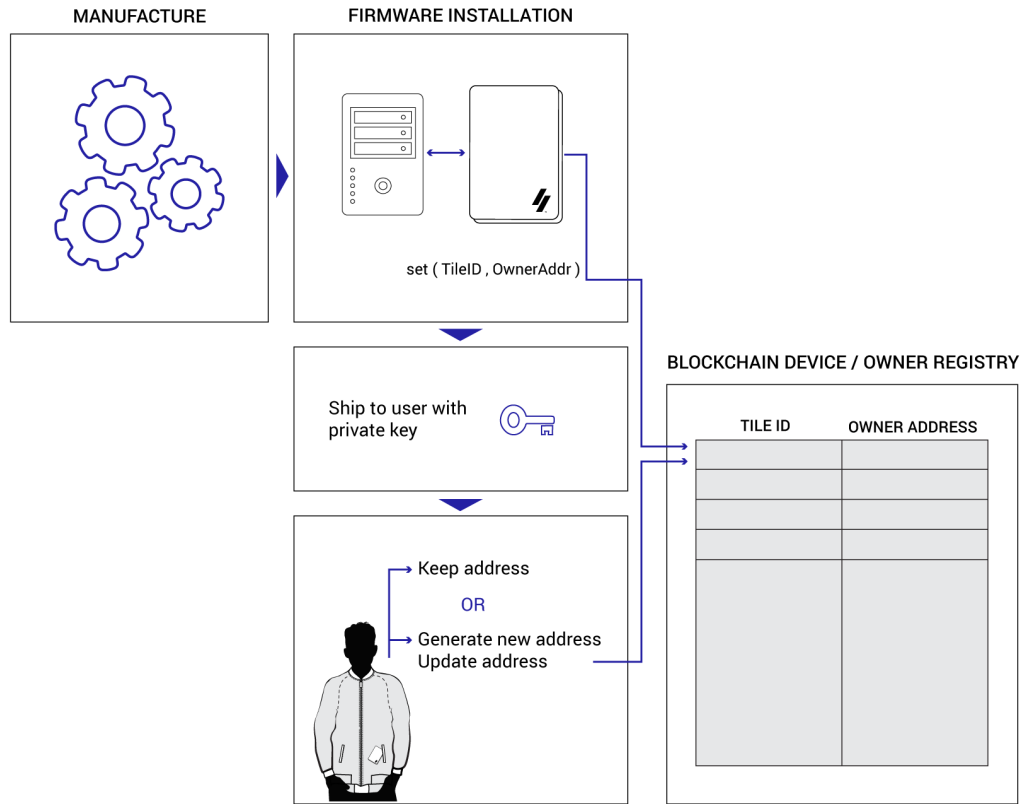 MANUFACTURE
FIRMWARE INSTALLATION
set ( TileID , OwnerAddr )
Ship to user with
private key
BLOCKCHAIN DEVICE / OWNER REGISTRY
TILE ID
OWNER ADDRESS
Keep address
OR
Generate new address
Update address